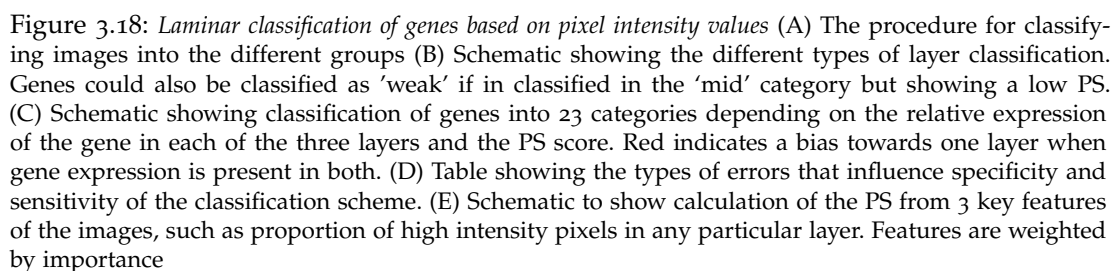 Figure 3.18: Laminar classification of genes based on pixel intensity values (A) The procedure for classify-
ing images into the different groups (B) Schematic showing the different types of layer classification.
Genes could also be classified as ’weak’ if in classified in the ‘mid’ category but showing a low PS.
(C) Schematic showing classification of genes into 23 categories depending on the relative expression
of the gene in each of the three layers and the PS score. Red indicates a bias towards one layer when
gene expression is present in both. (D) Table showing the types of errors that influence specificity and
sensitivity of the classification scheme. (E) Schematic to show calculation of the PS from 3 key features
of the images, such as proportion of high intensity pixels in any particular layer. Features are weighted
by importance